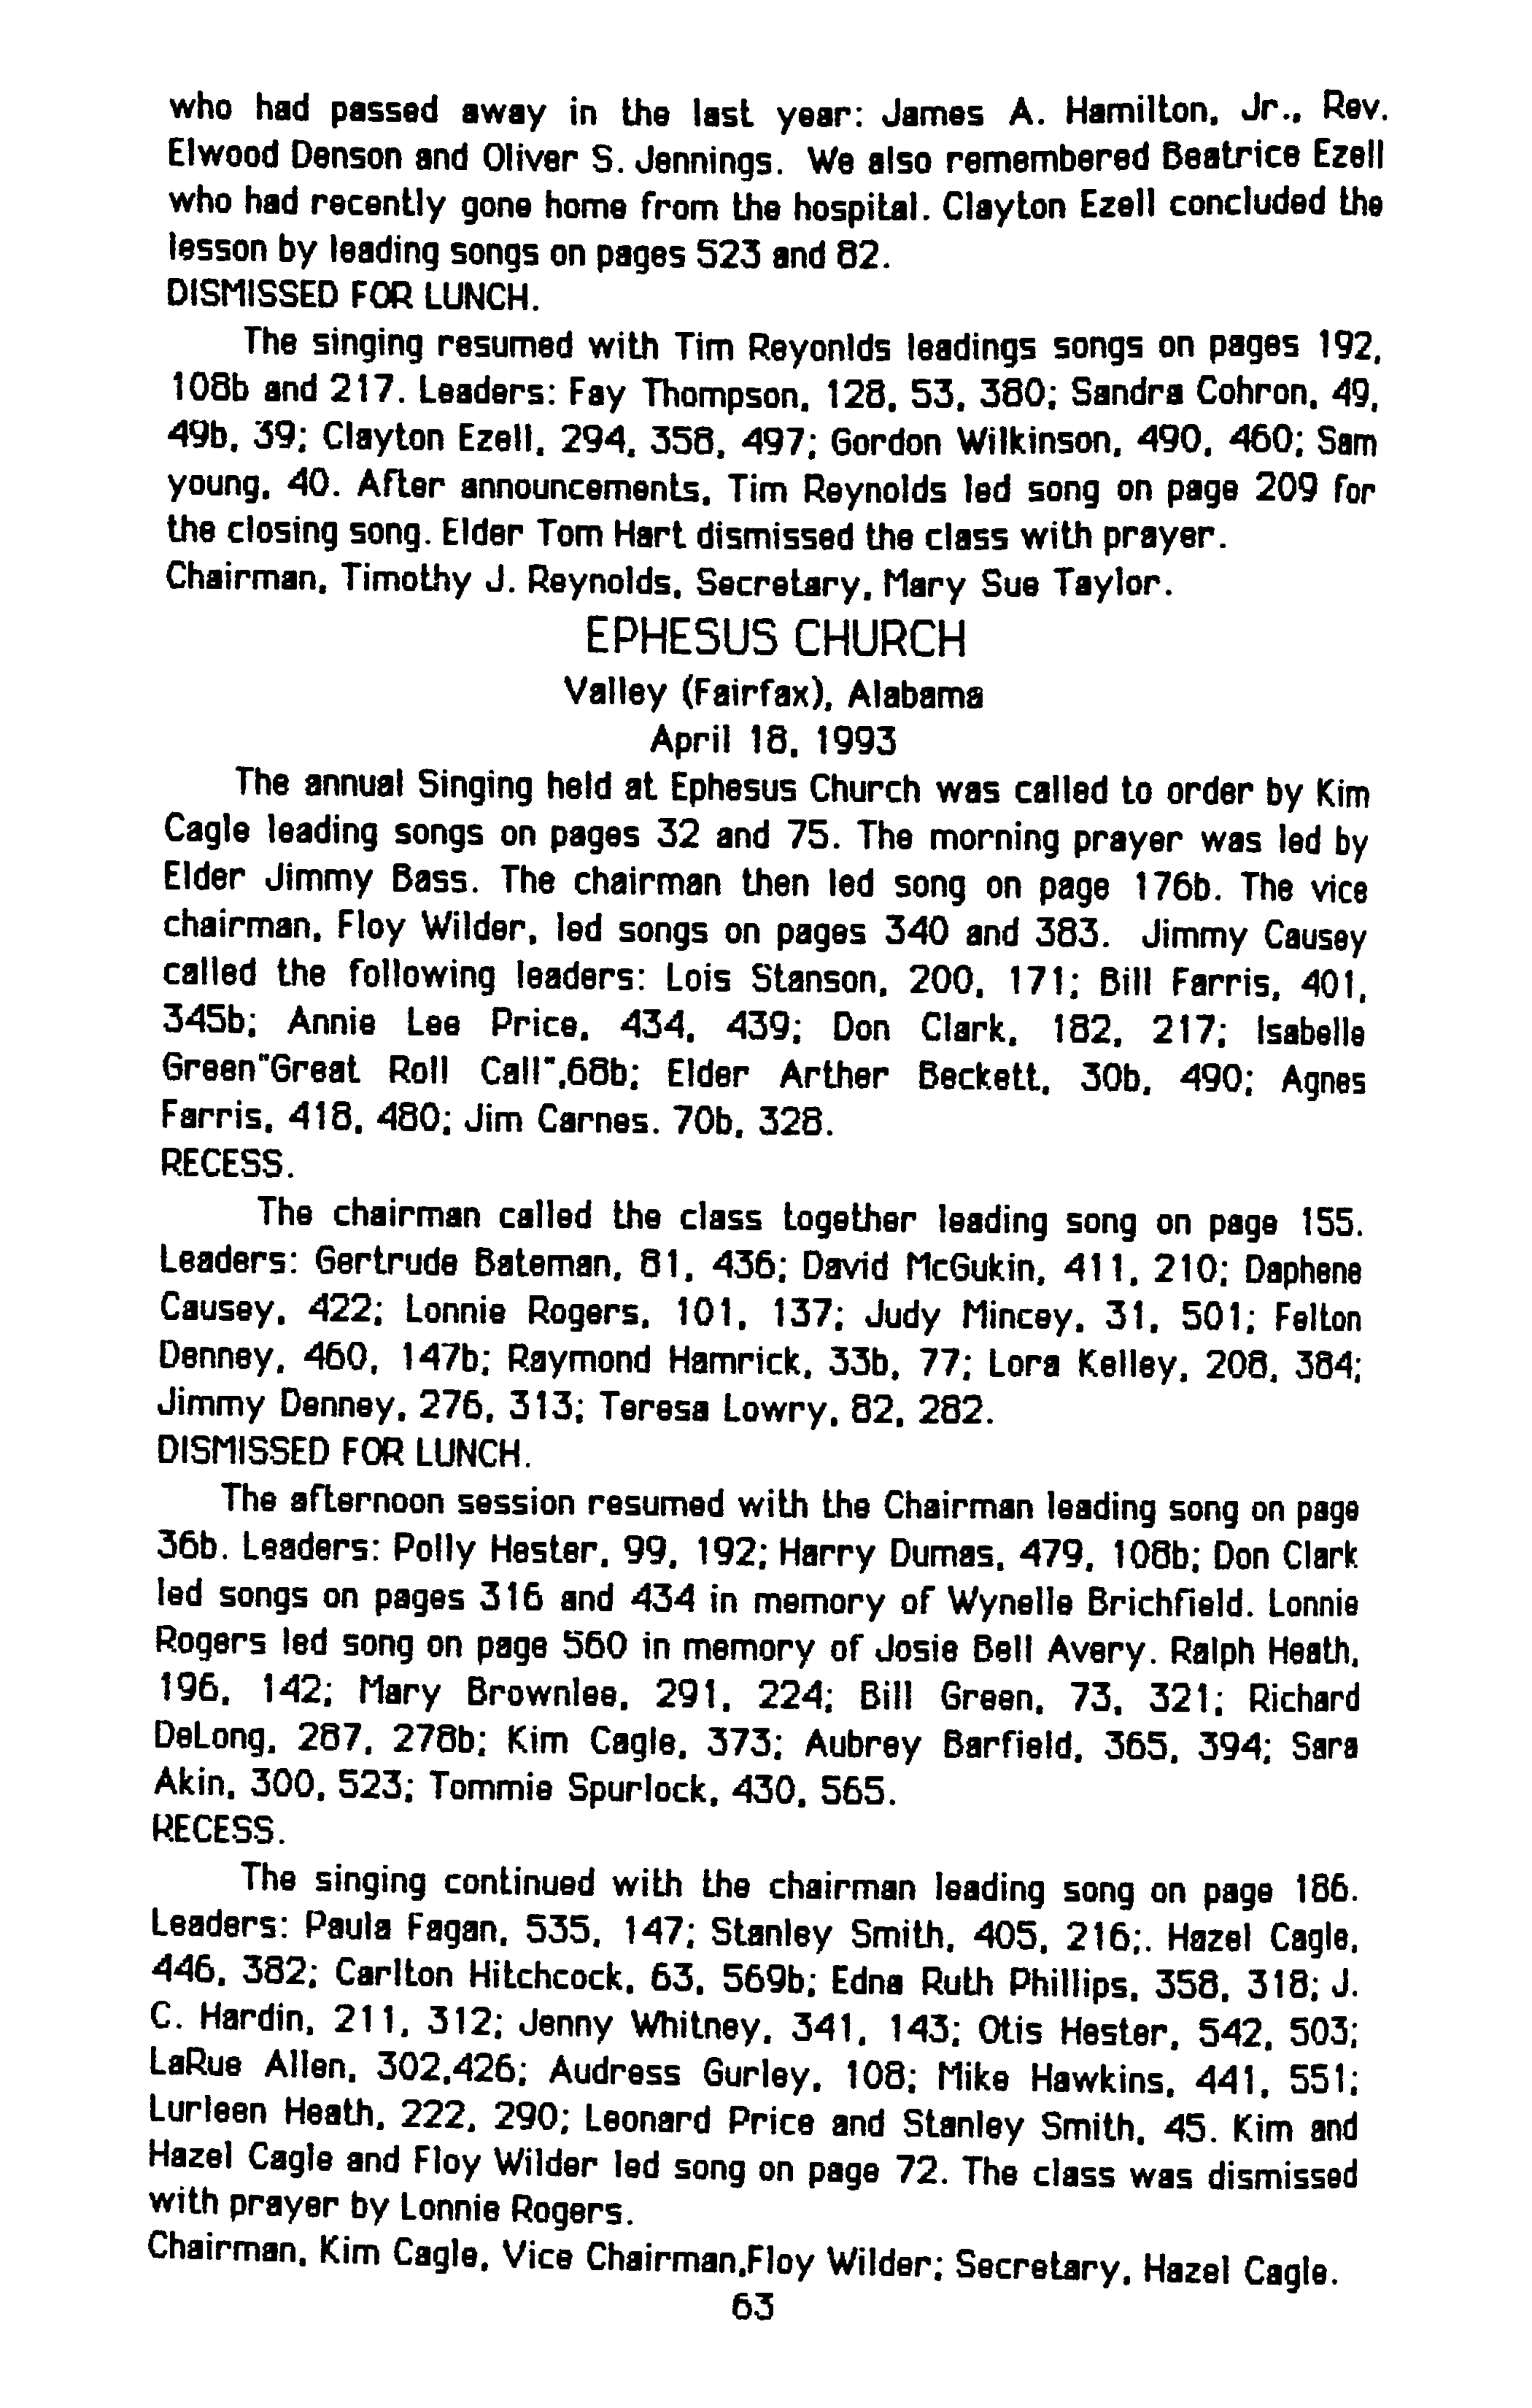 who had passed away in the last year: James A. Hamilton, Jr., Rev.
Elwood Denson and Oliver S. Jennings. We also remembered Beatrice Ezell
who had recently gone home from the hospital. Clayton Ezell concluded the
lesson by leading songs on pages 523 and 82.
DISMISSED FOR LUNCH.
The singing resumed with Tim Reyonlds leadings songs on pages 192,
108b and 217. Leaders: Fay Thompson, 128, 53, 380; Sandra Cohron, 49,
49b, 39; Clayton Ezell, 294, 358, 497; Gordon Wilkinson, 490, 460; Sam
young, 40. After announcements, Tim Reynolds led song on page 209 for
the closing song. Elder Tom Hart dismissed the class with prayer.
Chairman, Timothy J. Reynolds, Secretary, Mary Sue Taylor.
EPHESUS CHURCH
Valley (Fairfax), Alabama
April 18, 1993
The annual Singing held at Ephesus Church was called to order by Kim
Cagle leading songs on pages 32 and 75. The morning prayer was led by
Elder Jimmy Bass. The chairman then led song on page 176b. The vice
chairman, Floy Wilder, led songs on pages 340 and 383. Jimmy Causey
called the following leaders: Lois Stanson, 200, 171; Bill Farris, 401,
345b; Annie Lee Price, 434, 439; Don Clark, 182, 217; Isabelle
Green"Great Roll Call",68b; Elder Arther Beckett, 30b, 490; Agnes
Farris, 418, 480; Jim Carnes. 70b, 328.
RECESS.
The chairman called the class together leading song on page 155.
Leaders: Gertrude Bateman, 81, 436; David McGukin, 411, 210; Daphene
Causey, 422; Lonnie Rogers, 101, 137; Judy Mincey, 31, 501; Felton
Denney, 460, 147b; Raymond Hamrick, 33b, 77; Lora Kelley, 208, 384;
Jimmy Denney, 276, 313; Teresa Lowry, 82, 282.
DISMISSED FOR LUNCH.
The afternoon session resumed with the Chairman leading song on page
36b. Leaders: Polly Hester, 99, 192; Harry Dumas, 479, 108b; Don Clark
led songs on pages 316 and 434 in memory of Wynelle Brichfield. Lonnie
Rogers led song on page 560 in memory of Josie Bell Avery. Ralph Heath,
196, 142; Mary Brownlee, 291, 224; Bill Green, 73, 321; Richard
DeLong, 287, 278b; Kim Cagle, 373; Aubrey Barfield, 365, 394; Sara
Akin, 300, 523; Tommie Spurlock, 430, 565.
RECESS.
The singing continued with the chairman leading song on page 186.
Leaders: Paula Fagan, 535, 147; Stanley Smith, 405, 216;. Hazel Cagle,
446, 382; Carlton Hitchcock, 63, 569b; Edna Ruth Phillips, 358, 318; J.
C. Hardin, 211, 312; Jenny Whitney, 341, 143; Otis Hester, 542, 503;
LaRue Allen, 302,426; Audress Gurley, 108; Mike Hawkins, 441, 551;
Lurleen Heath, 222, 290; Leonard Price and Stanley Smith, 45. Kim and
Hazel Cagle and Floy Wilder led song on page 72. The class was dismissed
with prayer by Lonnie Rogers.
Chairman, Kim Cagle, Vice Chairman,Floy Wilder; Secretary, Hazel Cagle.
63